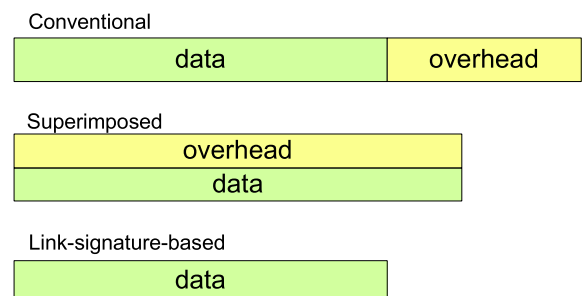 Conventional
data overhead
Superimposed
overhead
data
Link-signature-based
data